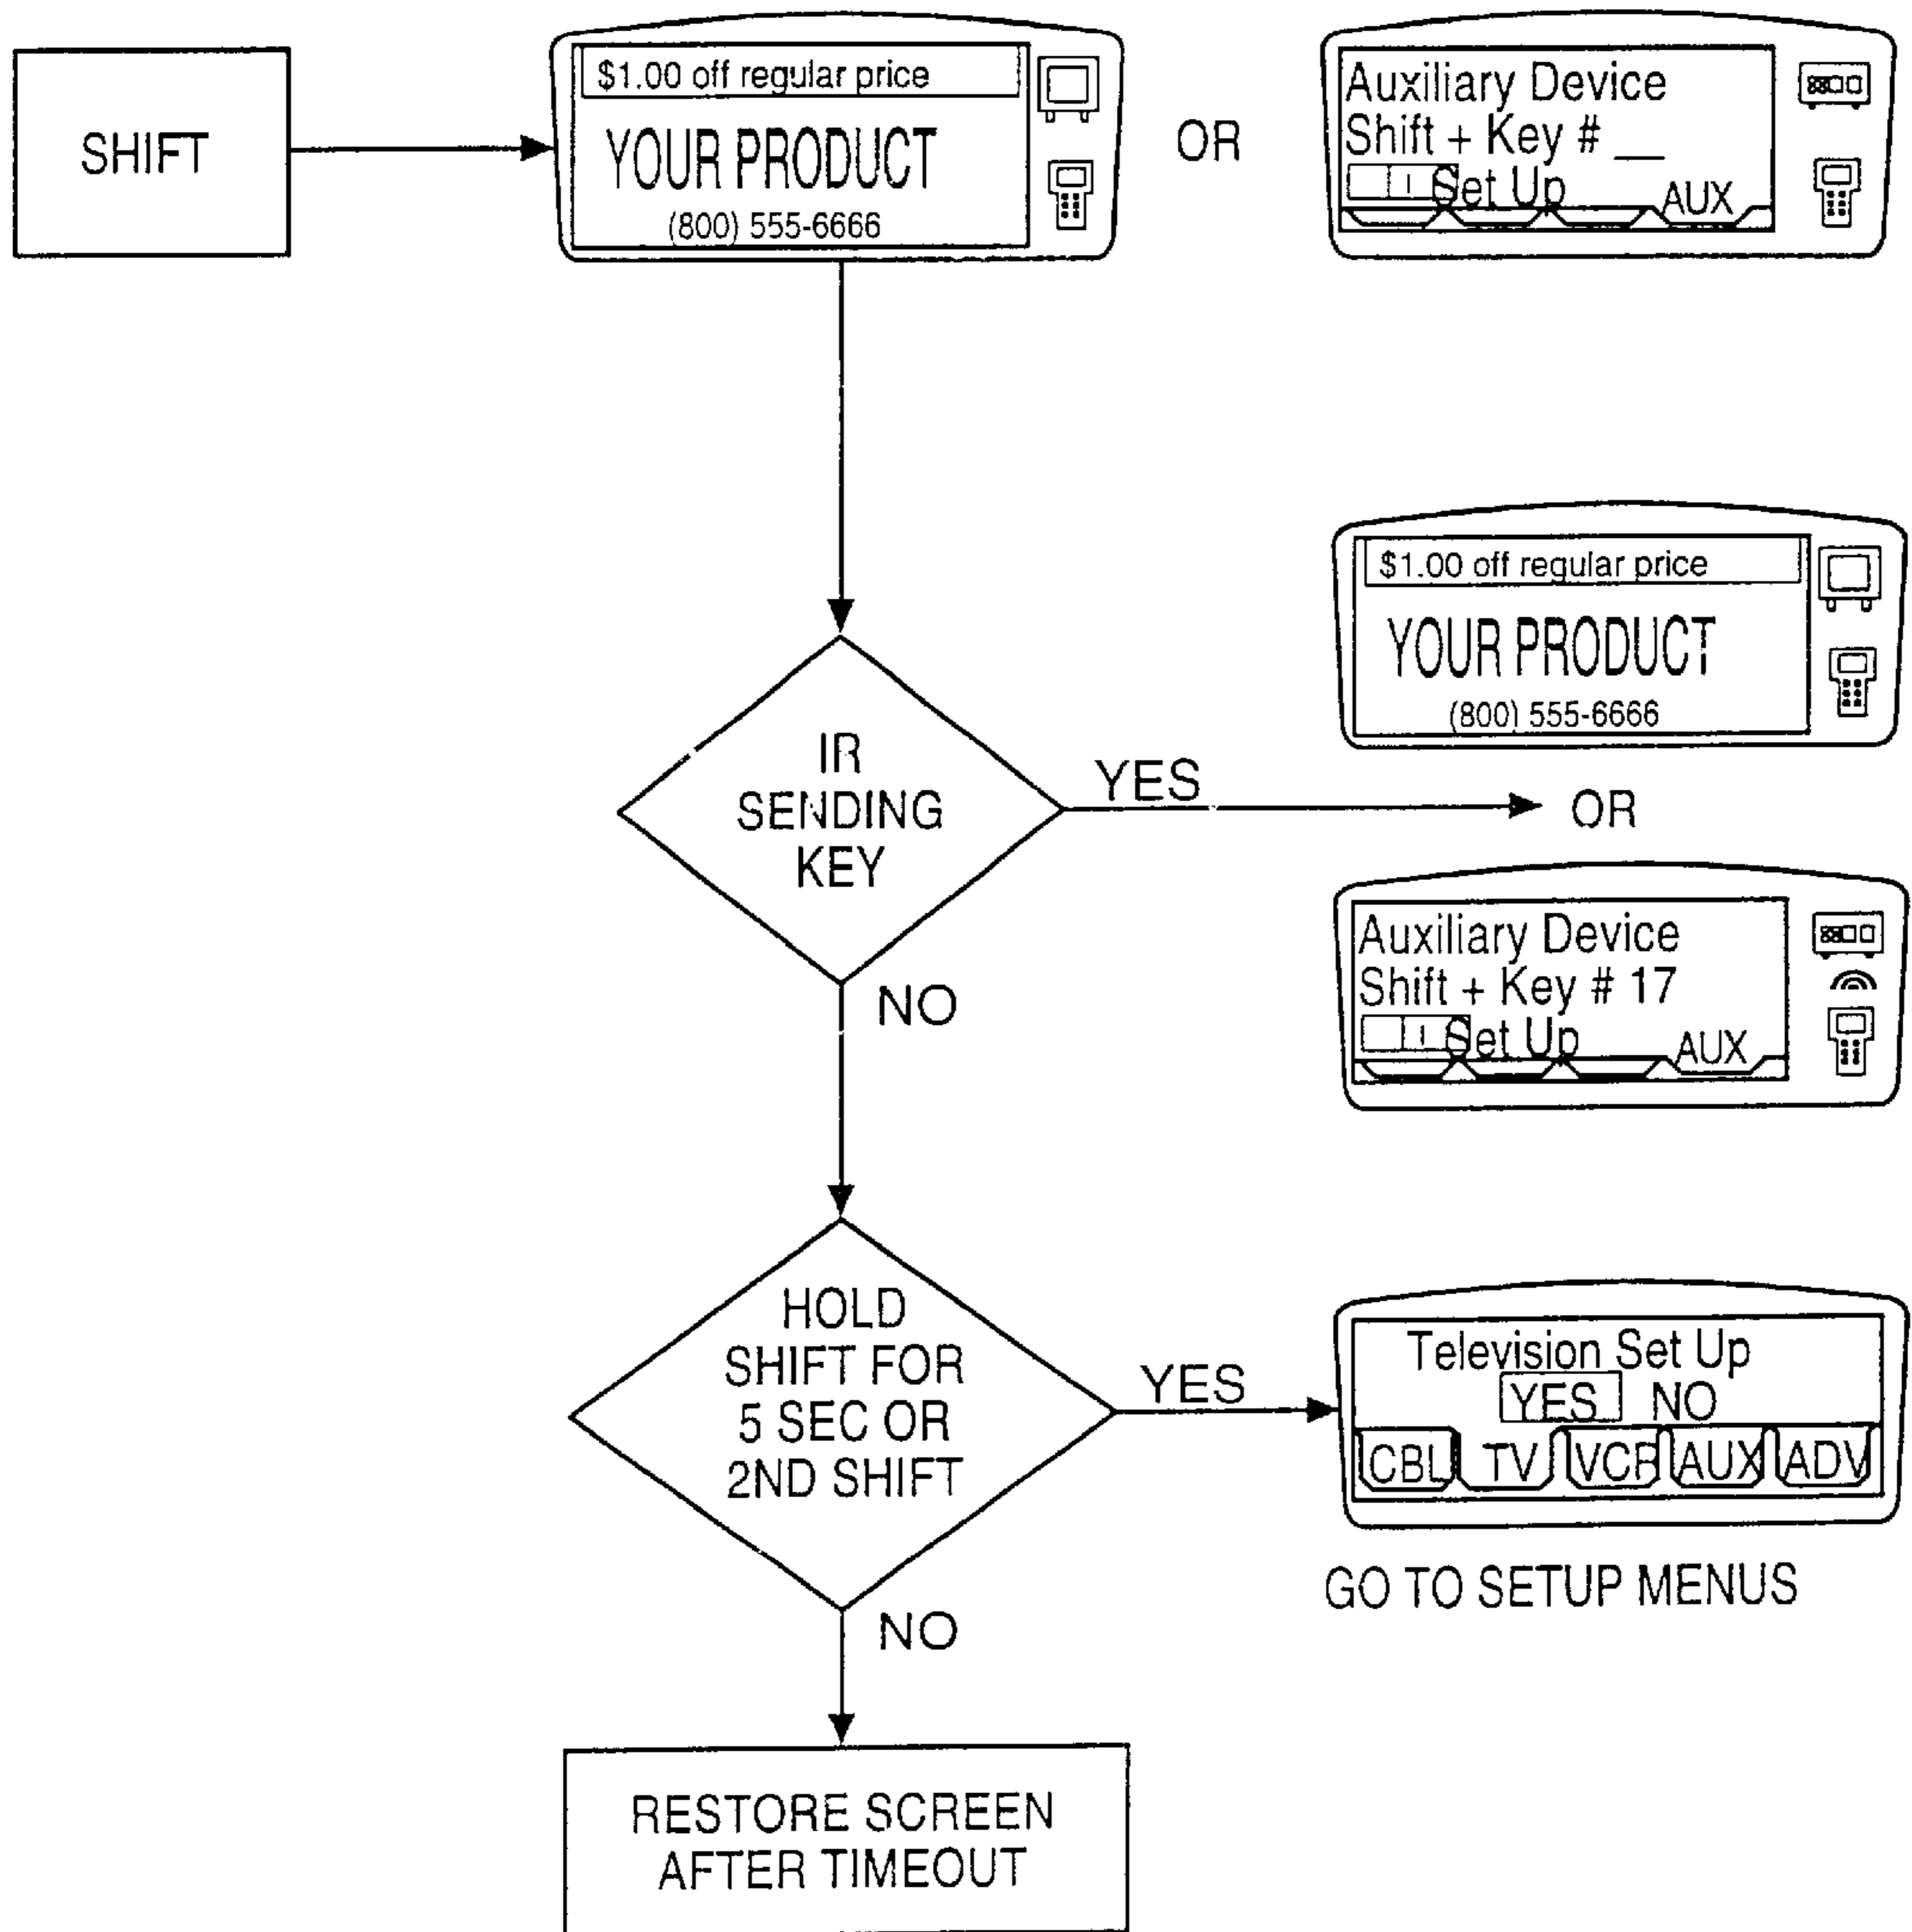 SHIFT
$1.00 off regular price
YOUR PRODUCT
(800) 555-6666
OR
Auxiliary Device
Shift + Key # __
Set Up
AUX
IR
SENDING
KEY
YES
$1.00 off regular price
YOUR PRODUCT
(800) 555-6666
OR
Auxiliary Device
Shift + Key # 17
Set Up
AUX
NO
HOLD
SHIFT FOR
5 SEC OR
2ND SHIFT
YES
Television Set Up
YES NO
CBL TV VCR AUX ADV
GO TO SETUP MENUS
NO
RESTORE SCREEN
AFTER TIMEOUT